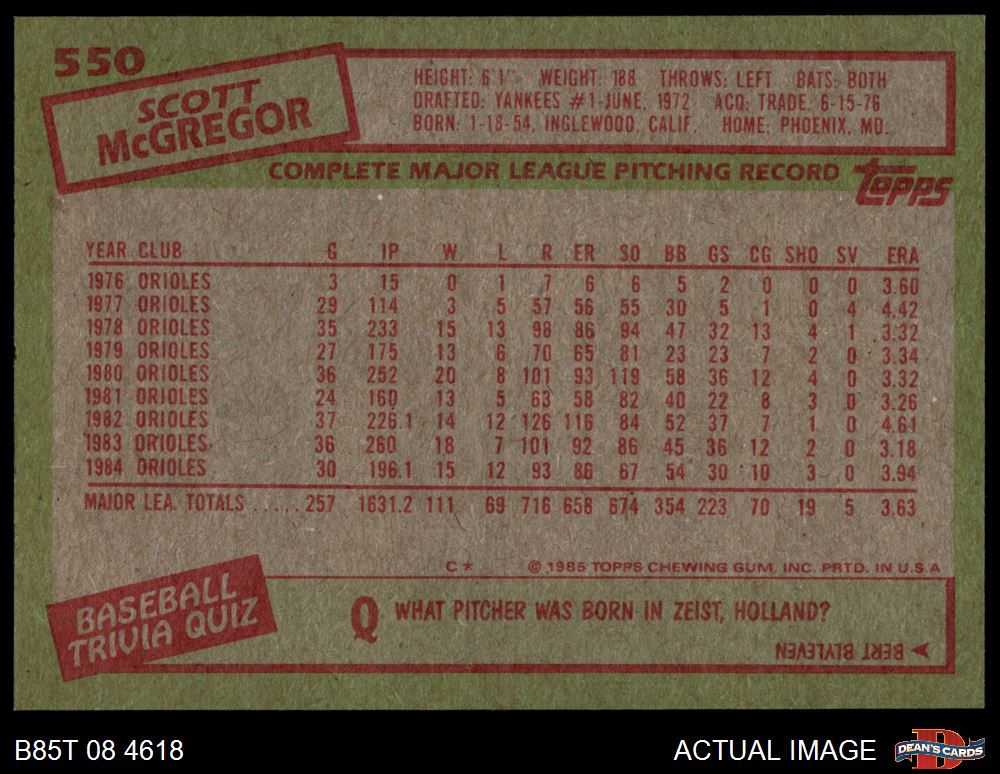 550
SCOTT
McGREGOR
HEIGHT: 6'1" WEIGHT: 188 THROWS: LEFT BATS: BOTH
DRAFTED: YANKEES #1-JUNE, 1972 ACQ: TRADE, 6-15-76
BORN: 1-18-54, INGLEWOOD, CALIF. HOME: PHOENIX, MD.
COMPLETE MAJOR LEAGUE PITCHING RECORD topps
YEAR CLUB G IP W L R ER SO BB GS CG SHO SV ERA
1976 ORIOLES 3 15 0 1 7 6 6 5 2 0 0 0 3.60
1977 ORIOLES 29 114 3 5 57 56 55 30 5 1 0 4 4.42
1978 ORIOLES 35 233 15 13 98 86 94 47 32 13 4 1 3.32
1979 ORIOLES 27 175 13 6 70 65 81 23 23 7 2 0 3.34
1980 ORIOLES 36 252 20 8 101 93 119 58 36 12 4 0 3.32
1981 ORIOLES 24 160 13 5 63 58 82 40 22 8 3 0 3.26
1982 ORIOLES 37 226.1 14 12 126 116 84 52 37 7 1 0 4.61
1983 ORIOLES 36 260 18 7 101 92 86 45 36 12 2 0 3.18
1984 ORIOLES 30 196.1 15 12 93 86 67 54 30 10 3 0 3.94
MAJOR LEA. TOTALS ..... 257 1631.2 111 69 716 658 674 354 223 70 19 5 3.63
C* © 1985 TOPPS CHEWING GUM, INC. PRTD. IN U.S.A
BASEBALL
TRIVIA QUIZ
Q WHAT PITCHER WAS BORN IN ZEIST, HOLLAND?
BERT BLYLEVEN
B85T 08 4618 ACTUAL IMAGE DEAN'S CARDS